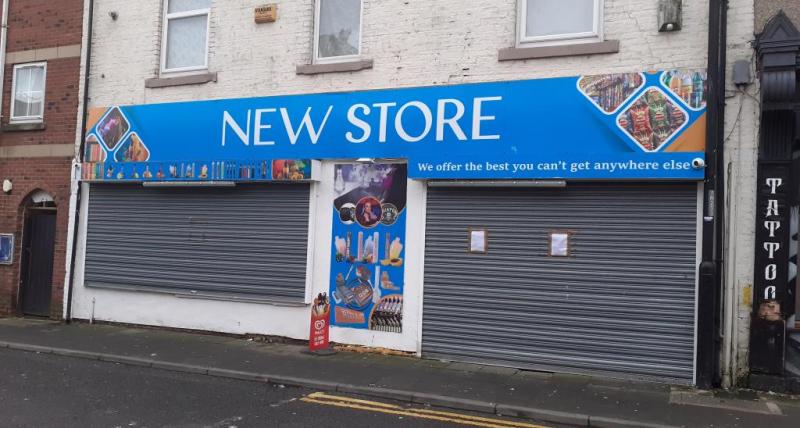 NEW STORE
We offer the best you can't get anywhere else
TATTOO